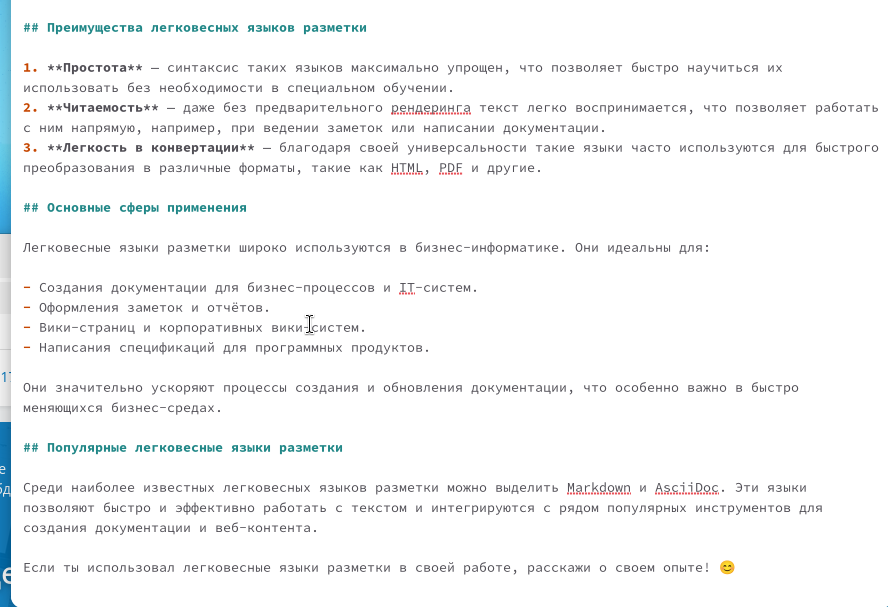 ## Преимущества легковесных языков разметки
1. **Простота** — синтаксис таких языков максимально упрощен, что позволяет быстро научиться их
использовать без необходимости в специальном обучении.
2. **Читаемость** — даже без предварительного рендеринга текст легко воспринимается, что позволяет работать
с ним напрямую, например, при ведении заметок или написании документации.
3. **Легкость в конвертации** — благодаря своей универсальности такие языки часто используются для быстрого
преобразования в различные форматы, такие как HTML, PDF и другие.
## Основные сферы применения
Легковесные языки разметки широко используются в бизнес-информатике. Они идеальны для:
- Создания документации для бизнес-процессов и IT-систем.
- Оформления заметок и отчётов.
- Вики-страниц и корпоративных вики-систем.
- Написания спецификаций для программных продуктов.
Они значительно ускоряют процессы создания и обновления документации, что особенно важно в быстро
меняющихся бизнес-средах.
## Популярные легковесные языки разметки
Среди наиболее известных легковесных языков разметки можно выделить Markdown и AsciiDoc. Эти языки
позволяют быстро и эффективно работать с текстом и интегрируются с рядом популярных инструментов для
создания документации и веб-контента.
Если ты использовал легковесные языки разметки в своей работе, расскажи о своем опыте! 😊